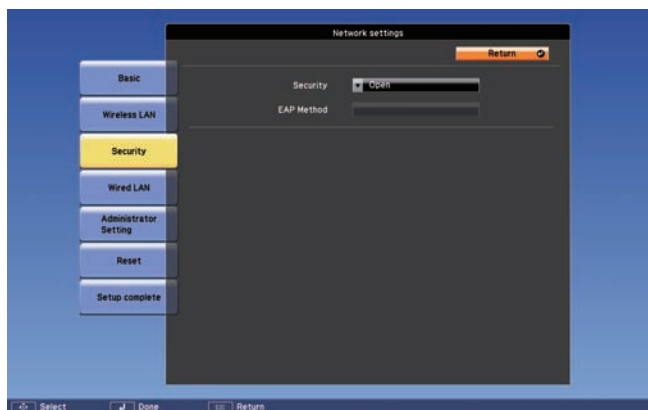 Network settings
Return
Basic
Security Open
Wireless LAN
EAP Method
Security
Wired LAN
Administrator
Setting
Reset
Setup complete
Select Done Return